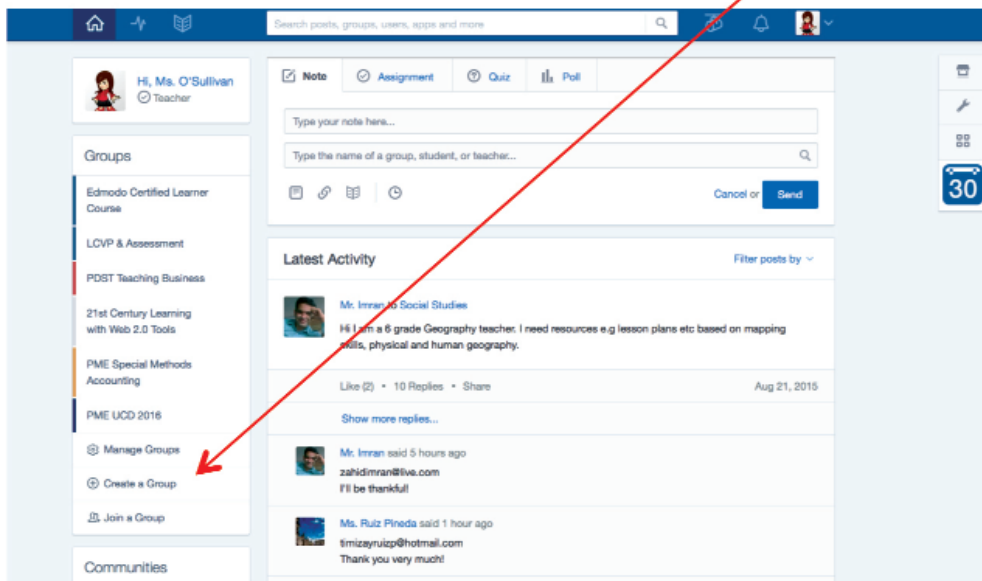 Search posts, groups, users, apps and more
Hi, Ms. O'Sullivan
Teacher
Note
Assignment
Quiz
Poll
Type your note here...
Type the name of a group, student, or teacher...
Cancel or
Send
30
Groups
Edmodo Certified Learner
Course
LCVP & Assessment
PDST Teaching Business
21st Century Learning
with Web 2.0 Tools
PME Special Methods
Accounting
PME UCD 2016
Manage Groups
Create a Group
Join a Group
Communities
Latest Activity
Filter posts by
Mr. Imran to Social Studies
Hi I am a 6 grade Geography teacher. I need resources e.g lesson plans etc based on mapping
skills, physical and human geography.
Like (2) • 10 Replies • Share
Aug 21, 2015
Show more replies...
Mr. Imran said 5 hours ago
zahidimran@live.com
I'll be thankful!
Ms. Ruiz Pineda said 1 hour ago
timizayruizp@hotmail.com
Thank you very much!